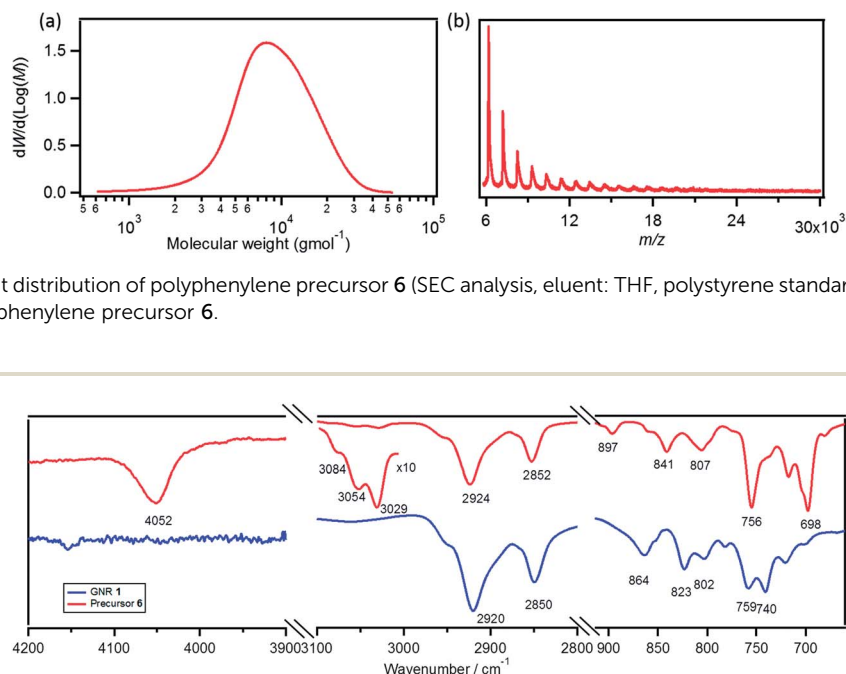 (a)
(b)
dW/d(Log(M))
1.5
1.0
0.5
0.0
5 6 2 3 4 5 6 2 3 4 5 6
10³ 10⁴ 10⁵
Molecular weight (gmol⁻¹)
6 12 18 24 30x10³
m/z
t distribution of polyphenylene precursor 6 (SEC analysis, eluent: THF, polystyrene standar
phenylene precursor 6.
897
841
807
3084
x10
3054
3029
2924
2852
4052
756
698
864
823
802
759
740
2920
2850
GNR 1
Precursor 6
4200 4100 4000 3900 3100 3000 2900 2800 900 850 800 750 700
Wavenumber / cm⁻¹